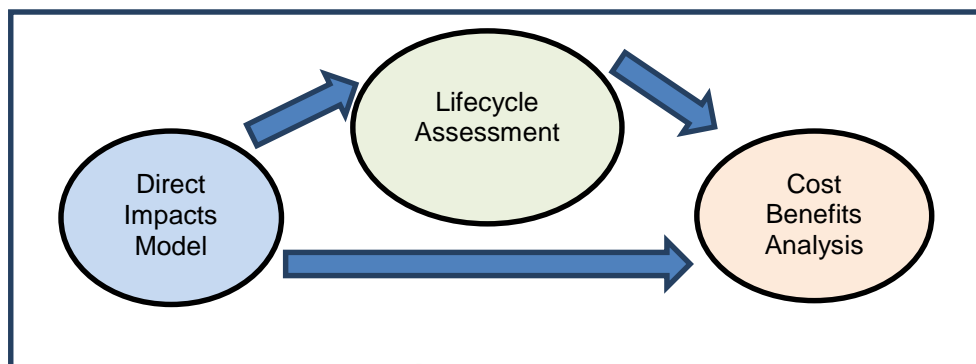 Lifecycle
Assessment
Direct
Impacts
Model
Cost
Benefits
Analysis